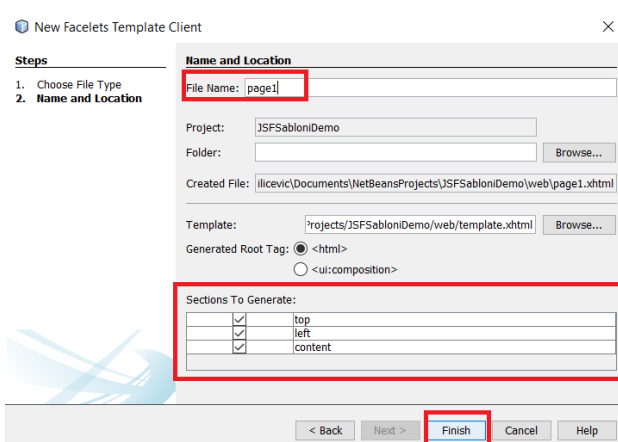 New Facelets Template Client
Steps
1. Choose File Type
2. Name and Location
Name and Location
File Name: page1
Project: JSFSabloniDemo
Folder: Browse...
Created File: ilicevic\Documents\NetBeansProjects\JSFSabloniDemo\web\page1.xhtml
Template: Projects/JSFSabloniDemo/web/template.xhtml Browse...
Generated Root Tag: <html>
<ui:composition>
Sections To Generate:
top
left
content
< Back Next > Finish Cancel Help